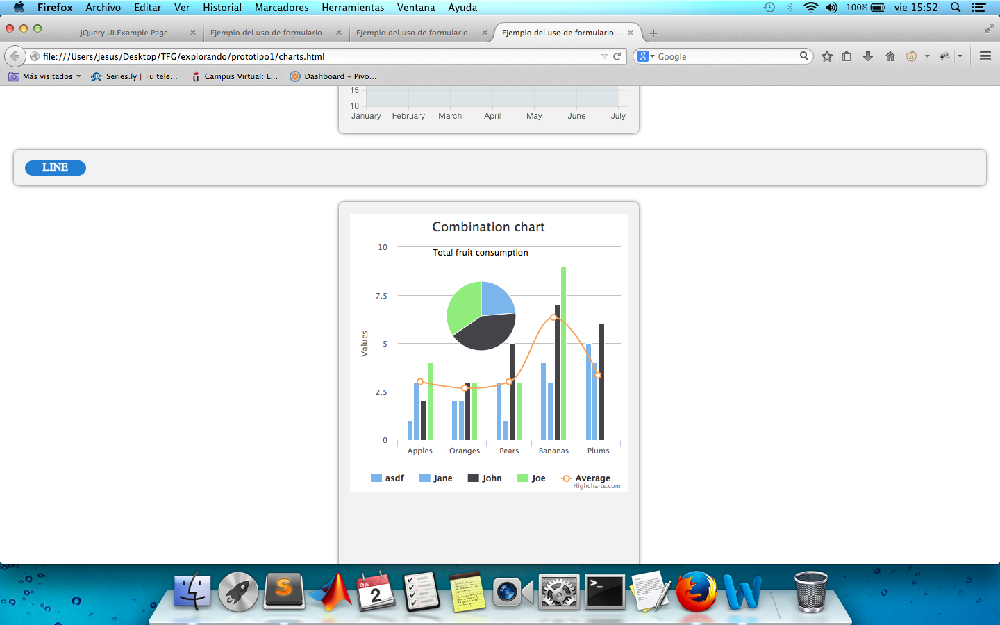 Firefox Archivo Editar Ver Historial Marcadores Herramientas Ventana Ayuda 100% vie 15:52
jQuery UI Example Page Ejemplo del uso de formulario... Ejemplo del uso de formulario... Ejemplo del uso de formulario...
file:///Users/jesus/Desktop/TFG/explorando/prototipo1/charts.html Google
Más visitados Series.ly | Tu tele... Campus Virtual: E... Dashboard – Pivo...
15
10
January February March April May June July
LINE
Combination chart
10
Total fruit consumption
7.5
5
Values
2.5
0
Apples Oranges Pears Bananas Plums
asdf Jane John Joe Average
Highcharts.com
ENE
2